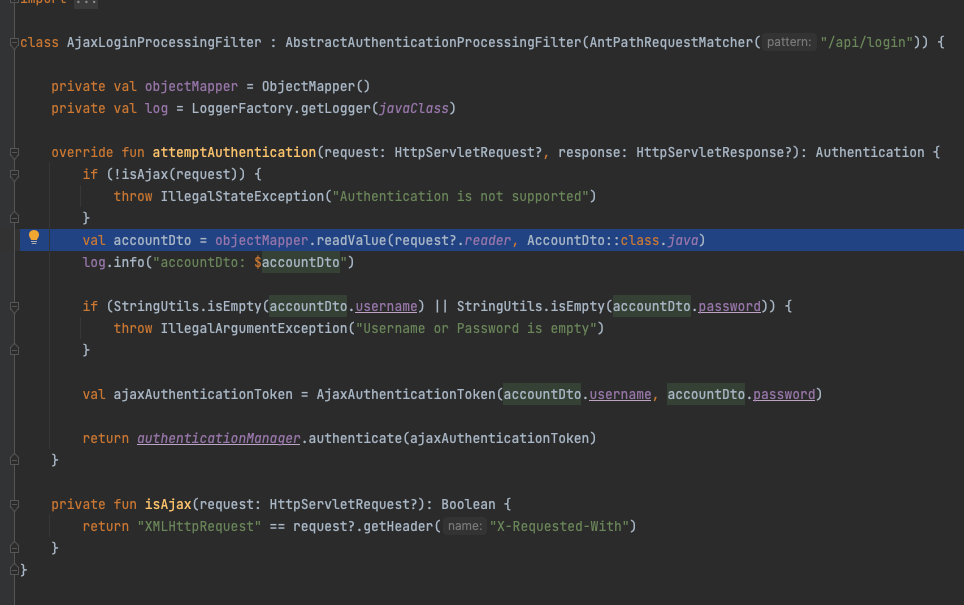 import ...
class AjaxLoginProcessingFilter : AbstractAuthenticationProcessingFilter(AntPathRequestMatcher( pattern: "/api/login")) {
    private val objectMapper = ObjectMapper()
    private val log = LoggerFactory.getLogger(javaClass)
    override fun attemptAuthentication(request: HttpServletRequest?, response: HttpServletResponse?): Authentication {
        if (!isAjax(request)) {
            throw IllegalStateException("Authentication is not supported")
        }
        val accountDto = objectMapper.readValue(request?.reader, AccountDto::class.java)
        log.info("accountDto: $accountDto")
        if (StringUtils.isEmpty(accountDto.username) || StringUtils.isEmpty(accountDto.password)) {
            throw IllegalArgumentException("Username or Password is empty")
        }
        val ajaxAuthenticationToken = AjaxAuthenticationToken(accountDto.username, accountDto.password)
        return authenticationManager.authenticate(ajaxAuthenticationToken)
    }
    private fun isAjax(request: HttpServletRequest?): Boolean {
        return "XMLHttpRequest" == request?.getHeader( name: "X-Requested-With")
    }
}